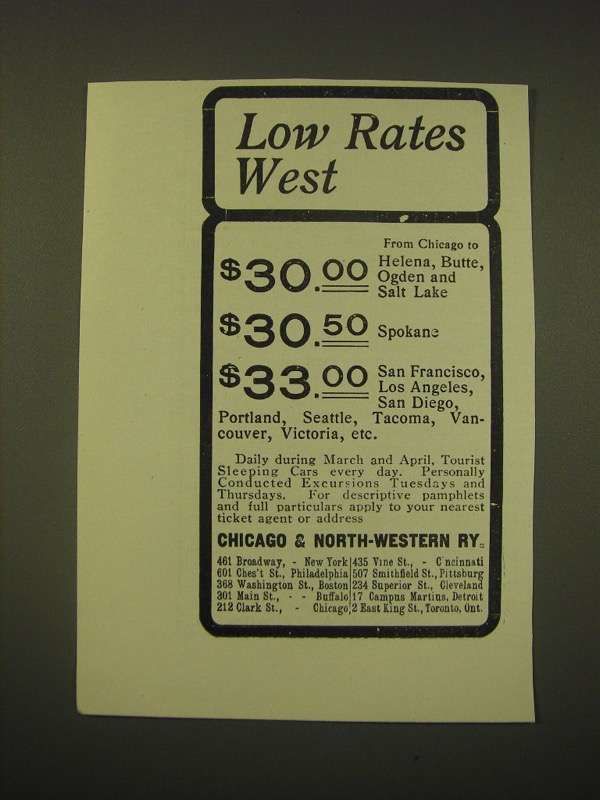 Low Rates
West
From Chicago to
$30.00 Helena, Butte,
Ogden and
Salt Lake
$30.50 Spokane
$33.00 San Francisco,
Los Angeles,
San Diego,
Portland, Seattle, Tacoma, Van-
couver, Victoria, etc.
Daily during March and April, Tourist
Sleeping Cars every day. Personally
Conducted Excursions Tuesdays and
Thursdays. For descriptive pamphlets
and full particulars apply to your nearest
ticket agent or address
CHICAGO & NORTH-WESTERN RY.
461 Broadway, - New York 435 Vine St., - Cincinnati
601 Ches't St., Philadelphia 507 Smithfield St., Pittsburg
368 Washington St., Boston 234 Superior St., Cleveland
301 Main St., - - Buffalo 17 Campus Martius, Detroit
212 Clark St., - Chicago 2 East King St., Toronto, Ont.